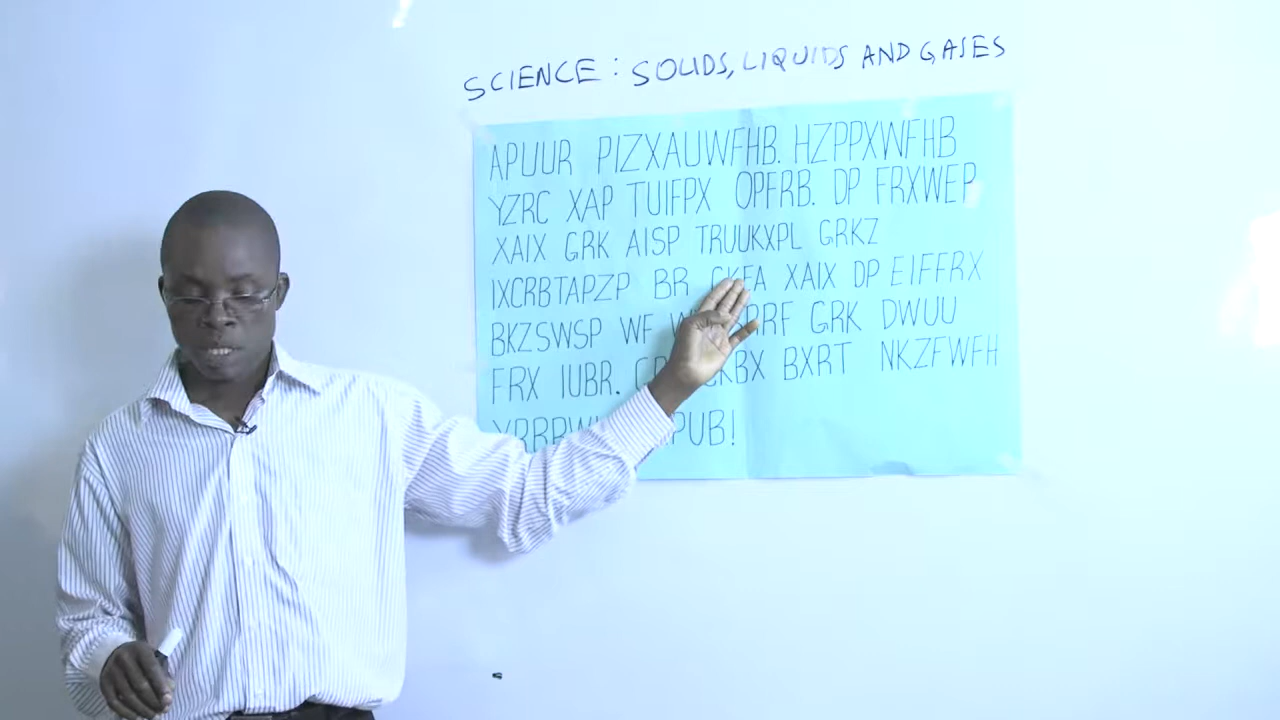 SCIENCE: SOLIDS, LIQUIDS AND GASES
APUUR PIZXAUWFHB. HZPPXWFHB
YZRC XAP TUIFPX OPFRB. DP FRXWEP
XAIX GRK AISP TRUUKXPL GRKZ
IXCRBTAPZP BR XAIX DP EIFFRX
BKZSWSP WF GRK DWUU
FRX IUBR. BXRT NKZFWFH